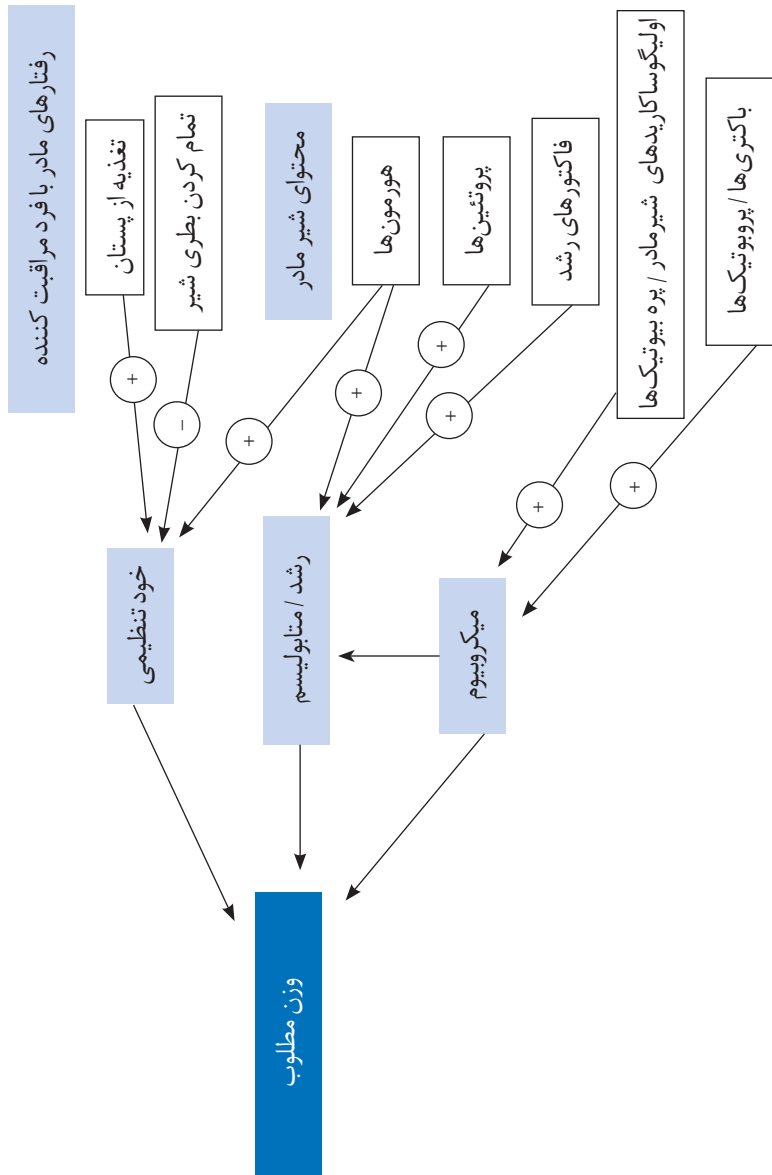 رفتارهای مادر با فرد مراقبت کننده
تغذیه از پستان
تمام کردن بطری شیر
محتوای شیر مادر
هورمون‌ها
پروتئین‌ها
فاکتورهای رشد
اولیگوساکاریدهای شیرمادر / پره بیوتیک‌ها
باکتری‌ها / پروبوتیک‌ها
+
–
+
+
+
+
+
+
خود تنظیمی
رشد / متابولیسم
میکروبیوم
وزن مطلوب